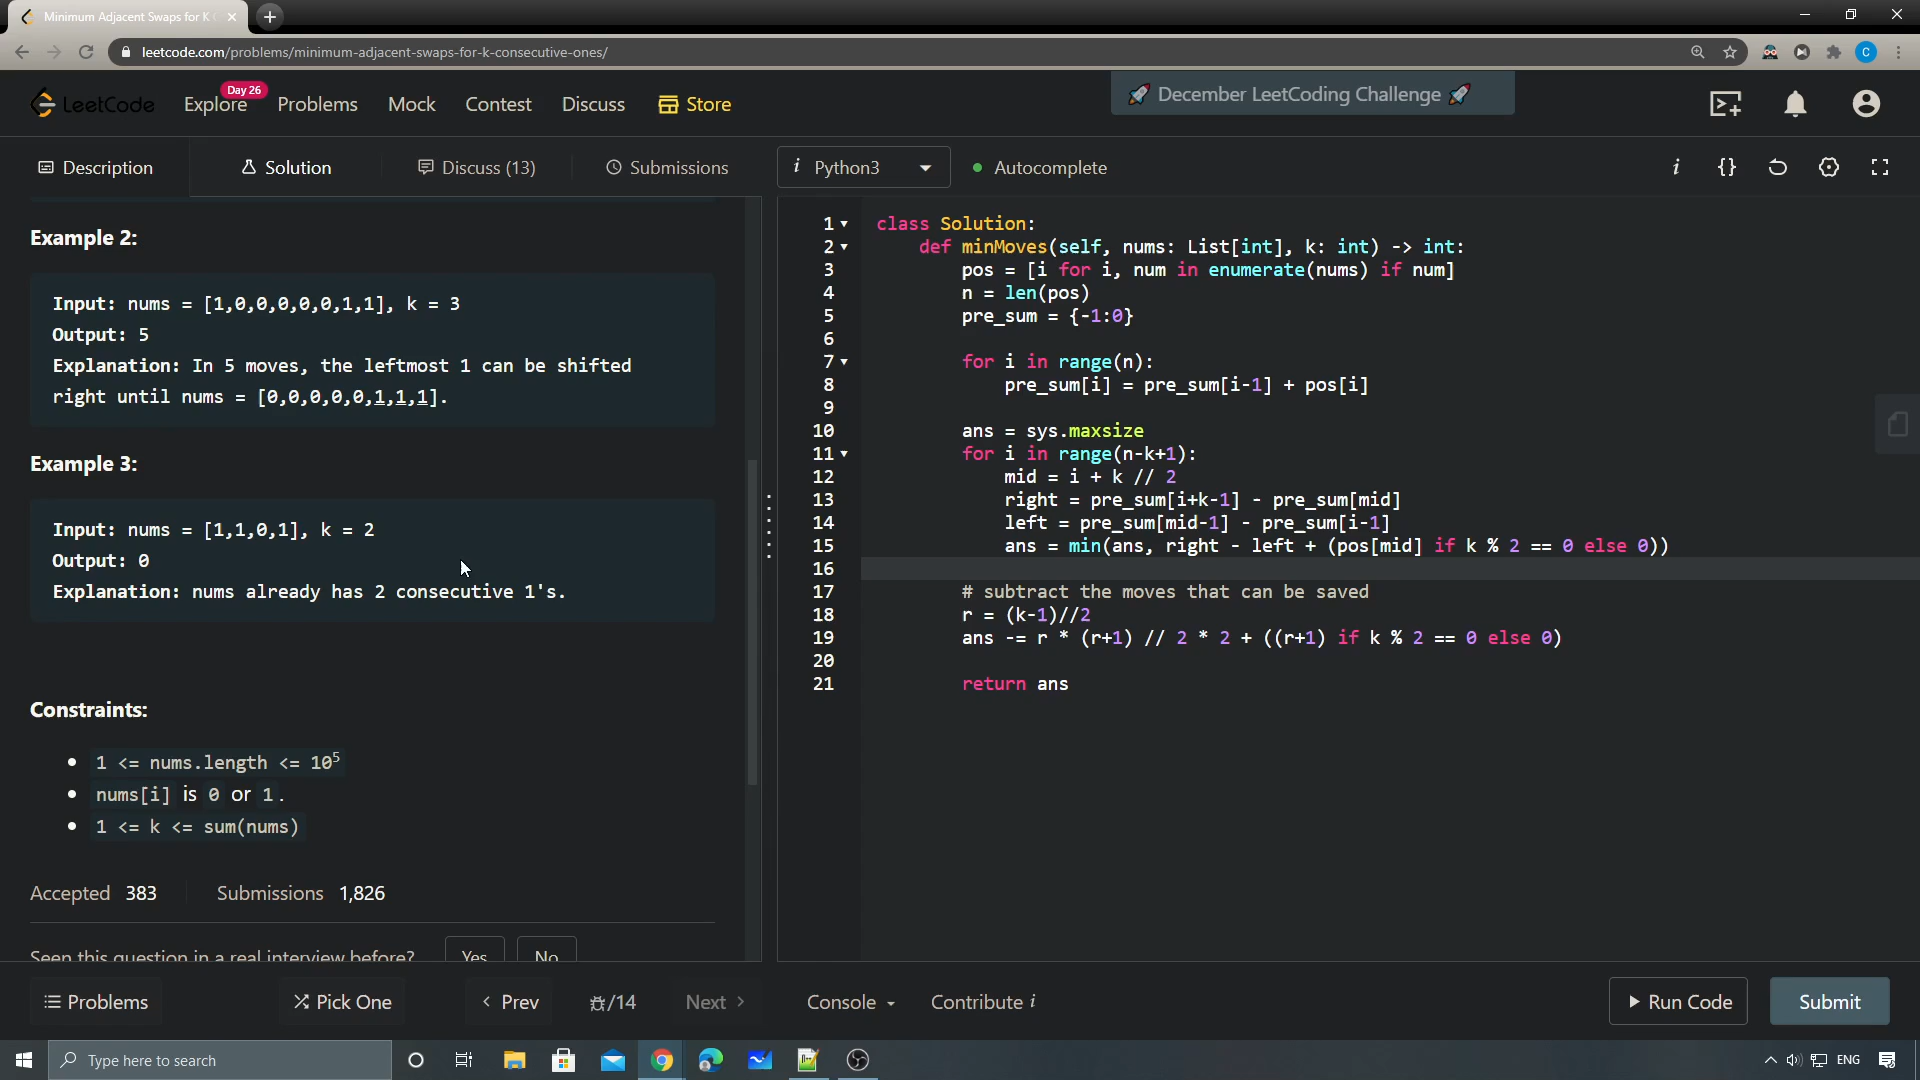 Minimum Adjacent Swaps for K
leetcode.com/problems/minimum-adjacent-swaps-for-k-consecutive-ones/
C
LeetCode
Explore
Day 26
Problems
Mock
Contest
Discuss
Store
🚀 December LeetCoding Challenge 🚀
Description
Solution
Discuss (13)
Submissions
i Python3
Autocomplete
i {}
Example 2:
Input: nums = [1,0,0,0,0,0,1,1], k = 3
Output: 5
Explanation: In 5 moves, the leftmost 1 can be shifted
right until nums = [0,0,0,0,0,1,1,1].
Example 3:
Input: nums = [1,1,0,1], k = 2
Output: 0
Explanation: nums already has 2 consecutive 1's.
Constraints:
1 <= nums.length <= 10⁵
nums[i] is 0 or 1.
1 <= k <= sum(nums)
Accepted 383
Submissions 1,826
Seen this question in a real interview before?
Yes
No
1 class Solution:
2 def minMoves(self, nums: List[int], k: int) -> int:
3 pos = [i for i, num in enumerate(nums) if num]
4 n = len(pos)
5 pre_sum = {-1:0}
6
7 for i in range(n):
8 pre_sum[i] = pre_sum[i-1] + pos[i]
9
10 ans = sys.maxsize
11 for i in range(n-k+1):
12 mid = i + k // 2
13 right = pre_sum[i+k-1] - pre_sum[mid]
14 left = pre_sum[mid-1] - pre_sum[i-1]
15 ans = min(ans, right - left + (pos[mid] if k % 2 == 0 else 0))
16
17 # subtract the moves that can be saved
18 r = (k-1)//2
19 ans -= r * (r+1) // 2 * 2 + ((r+1) if k % 2 == 0 else 0)
20
21 return ans
Problems
Pick One
Prev
/14
Next
Console
Contribute i
Run Code
Submit
Type here to search
ENG